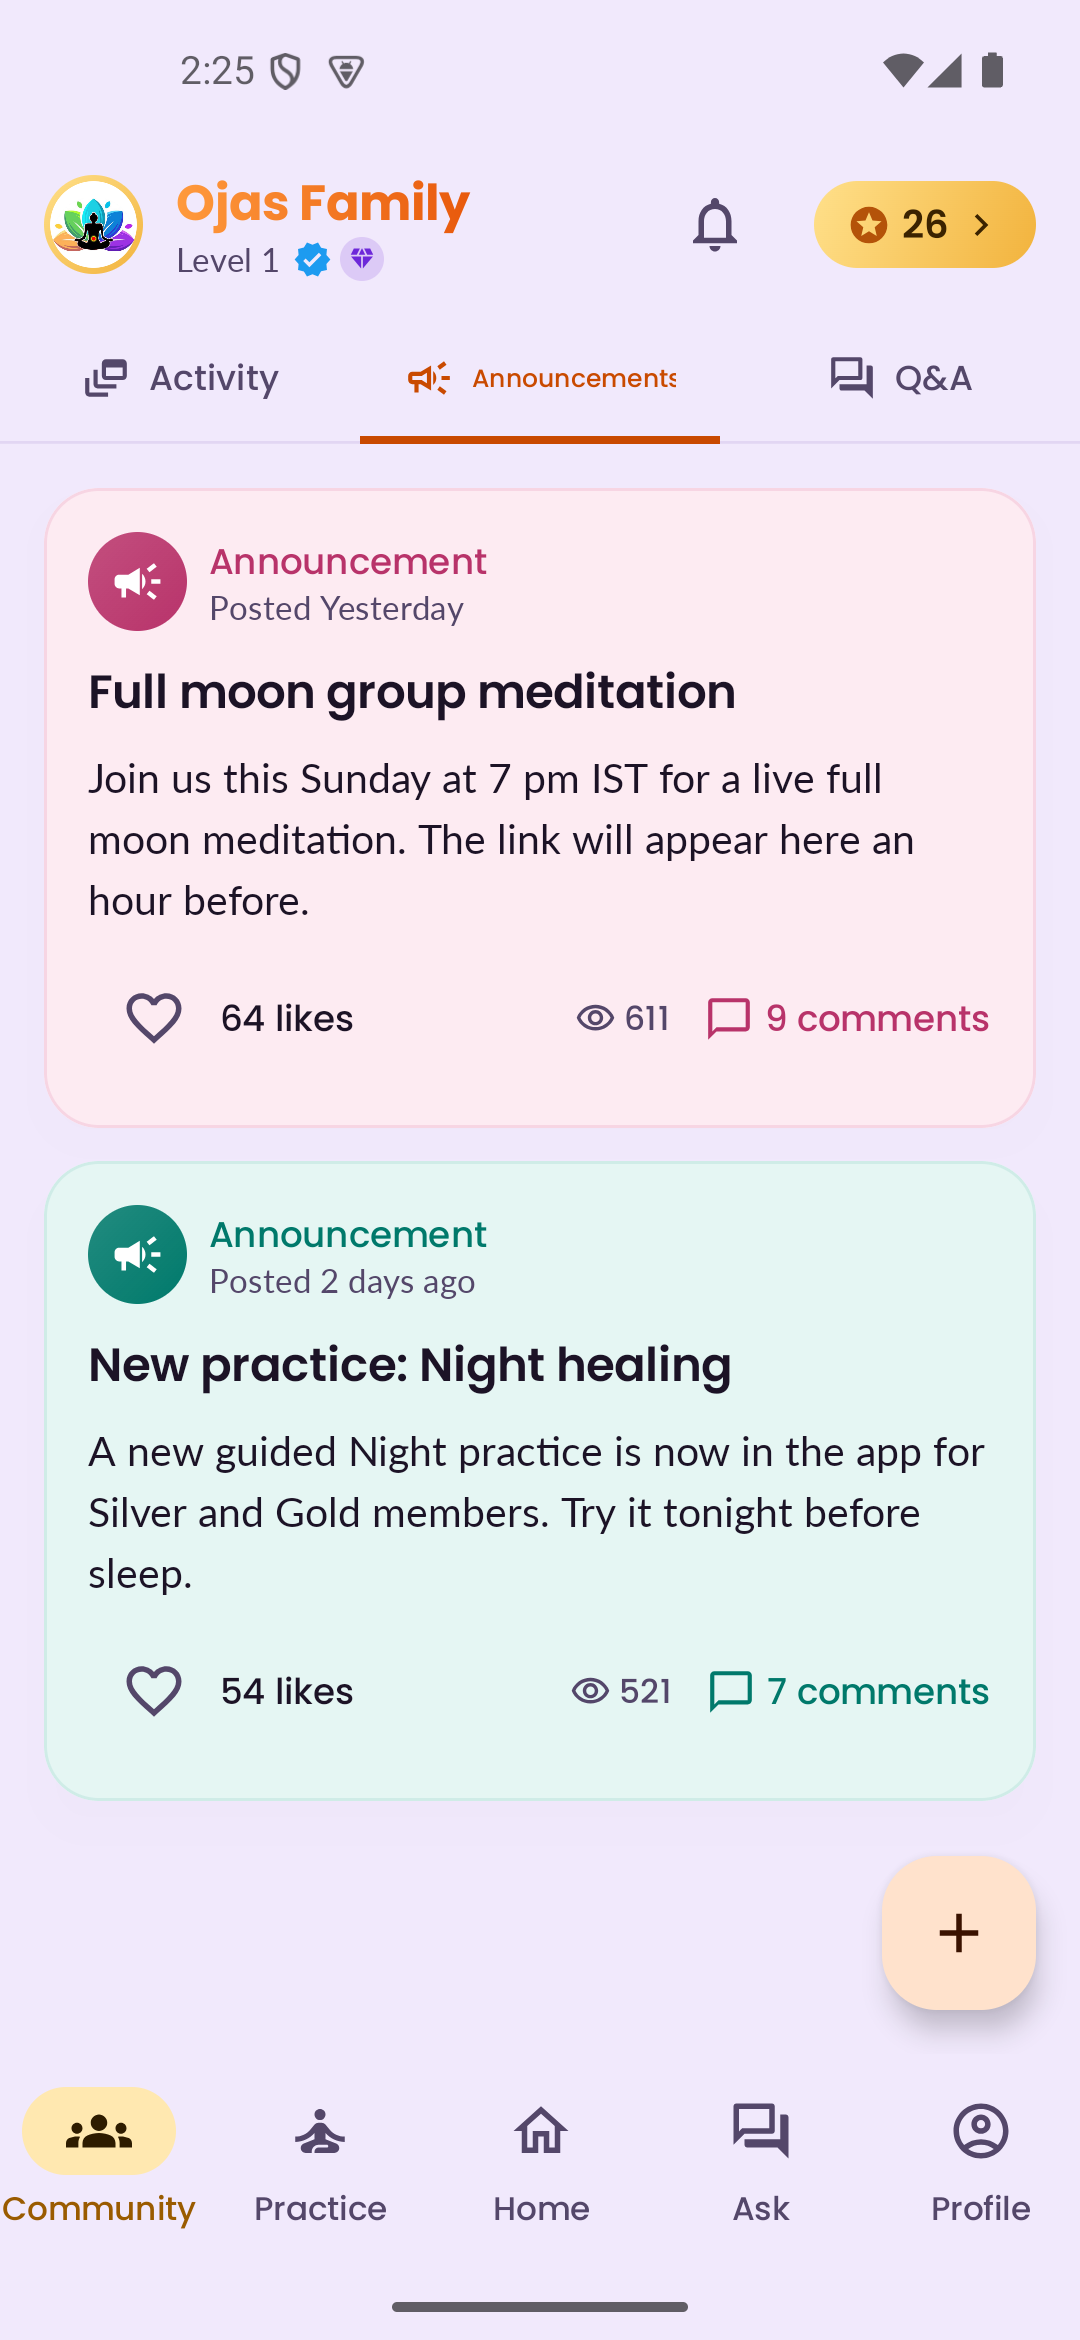 2:25
Ojas Family
Level 1
26
Activity
Announcements
Q&A
Announcement
Posted Yesterday
Full moon group meditation
Join us this Sunday at 7 pm IST for a live full
moon meditation. The link will appear here an
hour before.
64 likes
611
9 comments
Announcement
Posted 2 days ago
New practice: Night healing
A new guided Night practice is now in the app for
Silver and Gold members. Try it tonight before
sleep.
54 likes
521
7 comments
Community
Practice
Home
Ask
Profile